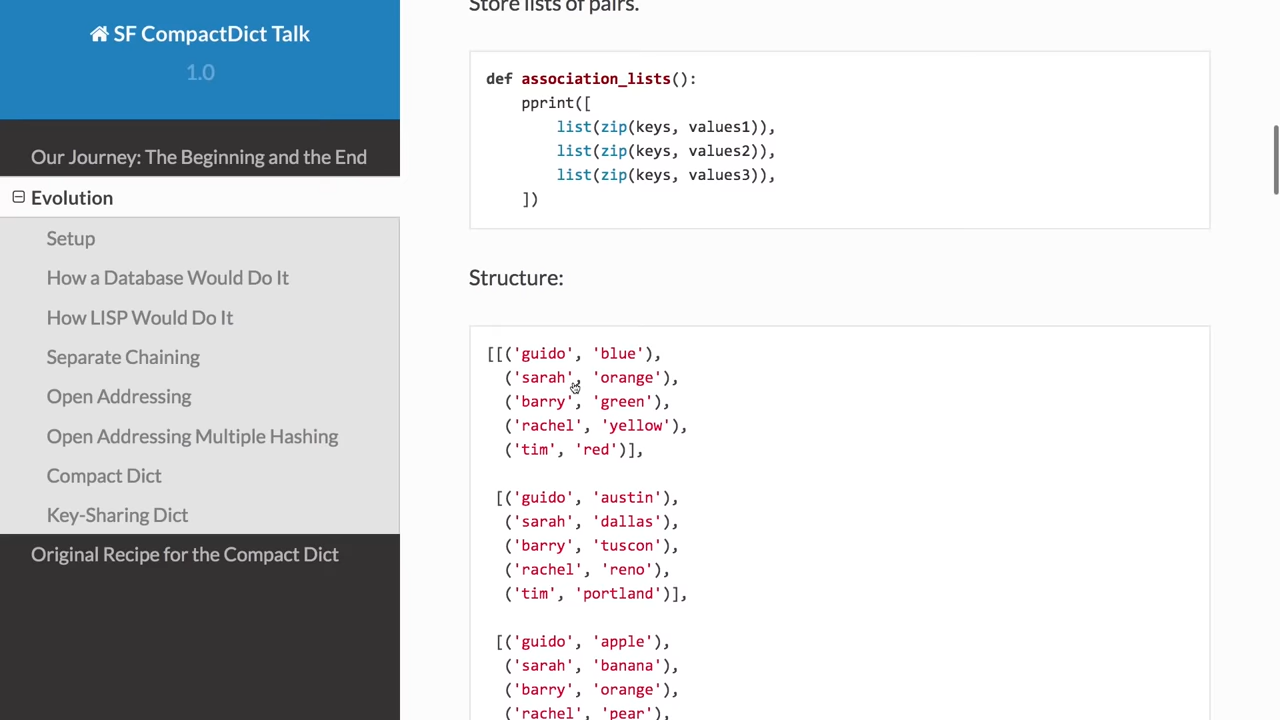 SF CompactDict Talk
1.0
Our Journey: The Beginning and the End
Evolution
Setup
How a Database Would Do It
How LISP Would Do It
Separate Chaining
Open Addressing
Open Addressing Multiple Hashing
Compact Dict
Key-Sharing Dict
Original Recipe for the Compact Dict
Store lists of pairs.
def association_lists():
    pprint([
        list(zip(keys, values1)),
        list(zip(keys, values2)),
        list(zip(keys, values3)),
    ])
Structure:
[[('guido', 'blue'),
  ('sarah', 'orange'),
  ('barry', 'green'),
  ('rachel', 'yellow'),
  ('tim', 'red')],
 [('guido', 'austin'),
  ('sarah', 'dallas'),
  ('barry', 'tuscon'),
  ('rachel', 'reno'),
  ('tim', 'portland')],
 [('guido', 'apple'),
  ('sarah', 'banana'),
  ('barry', 'orange'),
  ('rachel', 'pear'),